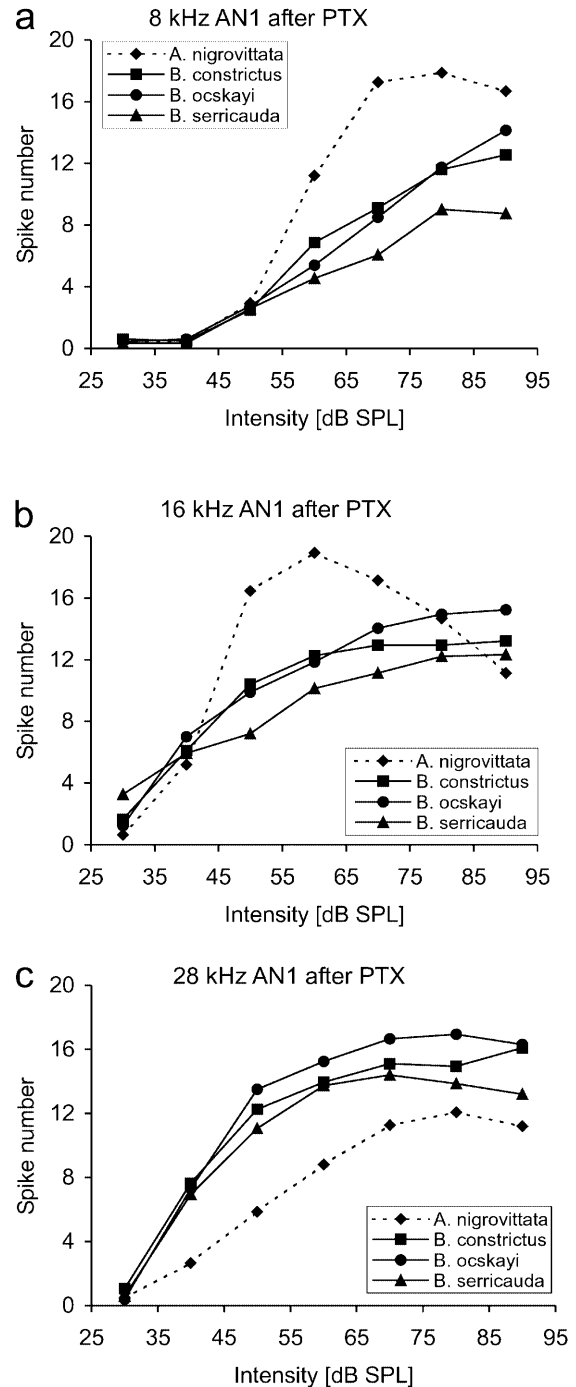 a
8 kHz AN1 after PTX
A. nigrovittata
B. constrictus
B. ocskayi
B. serricauda
20
16
12
8
4
0
Spike number
25 35 45 55 65 75 85 95
Intensity [dB SPL]
b
16 kHz AN1 after PTX
20
16
12
8
4
0
Spike number
A. nigrovittata
B. constrictus
B. ocskayi
B. serricauda
25 35 45 55 65 75 85 95
Intensity [dB SPL]
c
28 kHz AN1 after PTX
20
16
12
8
4
0
Spike number
A. nigrovittata
B. constrictus
B. ocskayi
B. serricauda
25 35 45 55 65 75 85 95
Intensity [dB SPL]